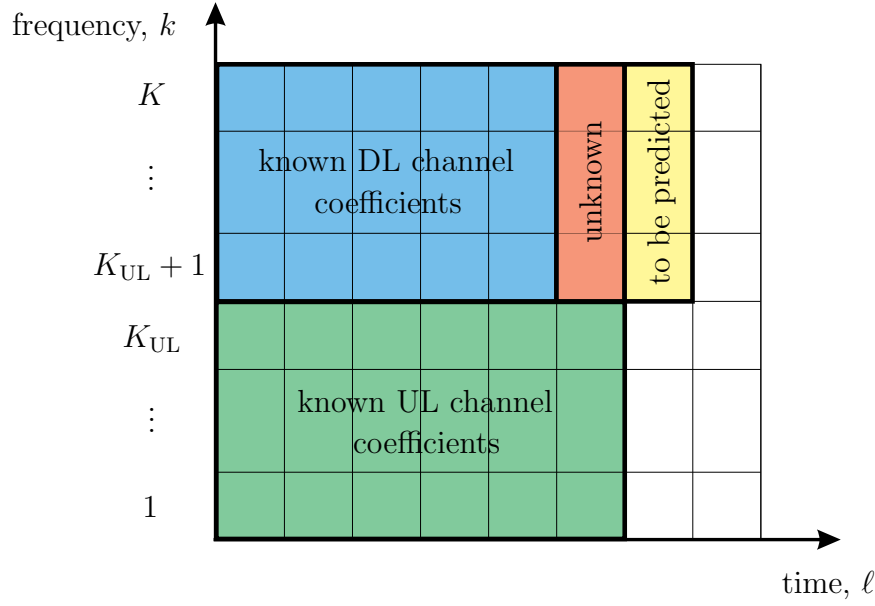 frequency, k
K
⋮
K_UL + 1
K_UL
⋮
1
known DL channel
coefficients
unknown
to be predicted
known UL channel
coefficients
time, ℓ